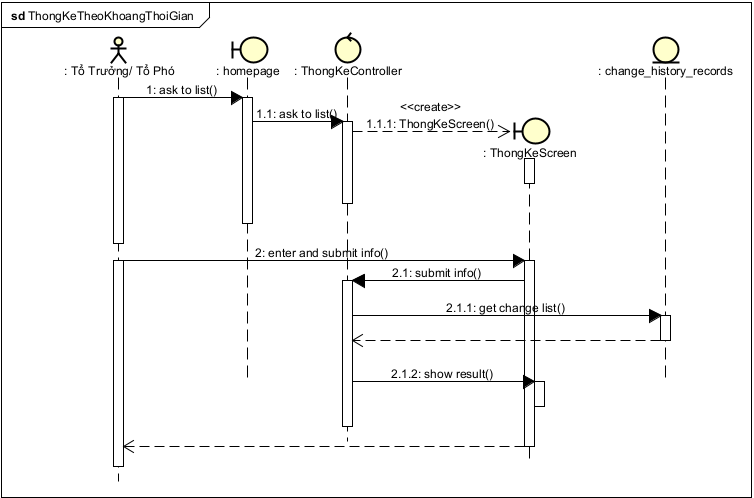 sd ThongKeTheoKhoangThoiGian
: Tổ Trưởng/ Tổ Phó
: homepage
: ThongKeController
: change_history_records
1: ask to list()
1.1: ask to list()
<<create>>
1.1.1: ThongKeScreen()
: ThongKeScreen
2: enter and submit info()
2.1: submit info()
2.1.1: get change list()
2.1.2: show result()